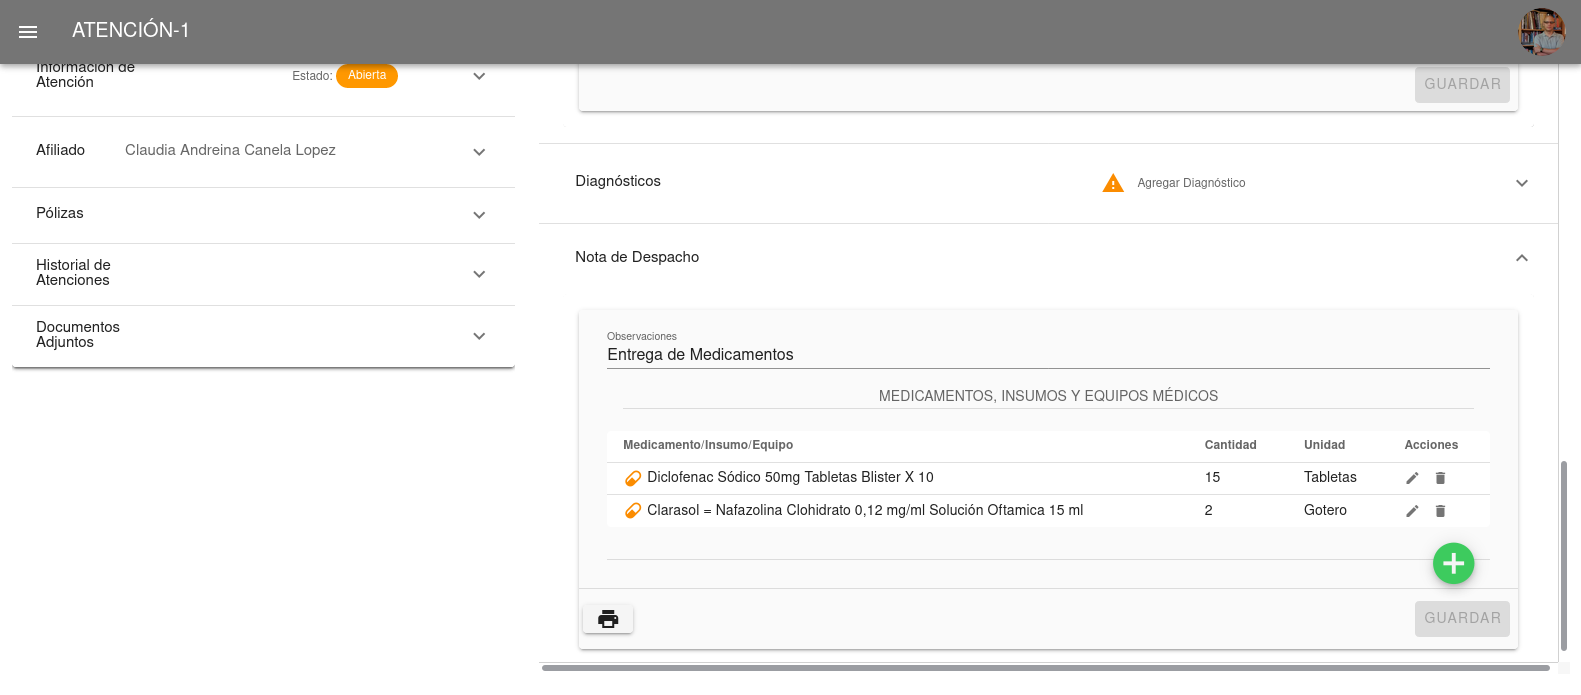 ATENCIÓN-1
Información de
Atención
Estado: Abierta
Afiliado Claudia Andreina Canela Lopez
Pólizas
Historial de
Atenciones
Documentos
Adjuntos
GUARDAR
Diagnósticos Agregar Diagnóstico
Nota de Despacho
Observaciones
Entrega de Medicamentos
MEDICAMENTOS, INSUMOS Y EQUIPOS MÉDICOS
Medicamento/Insumo/Equipo Cantidad Unidad Acciones
Diclofenac Sódico 50mg Tabletas Blister X 10 15 Tabletas
Clarasol = Nafazolina Clohidrato 0,12 mg/ml Solución Oftamica 15 ml 2 Gotero
GUARDAR